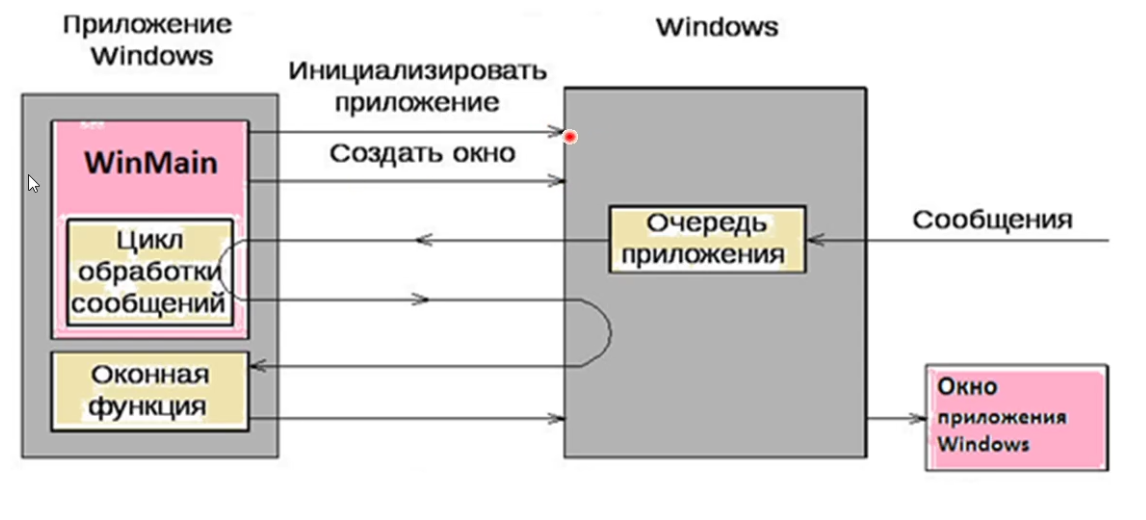 Приложение
Windows
Windows
Инициализировать
приложение
Создать окно
WinMain
Цикл
обработки
сообщений
Очередь
приложения
Сообщения
Оконная
функция
Окно
приложения
Windows